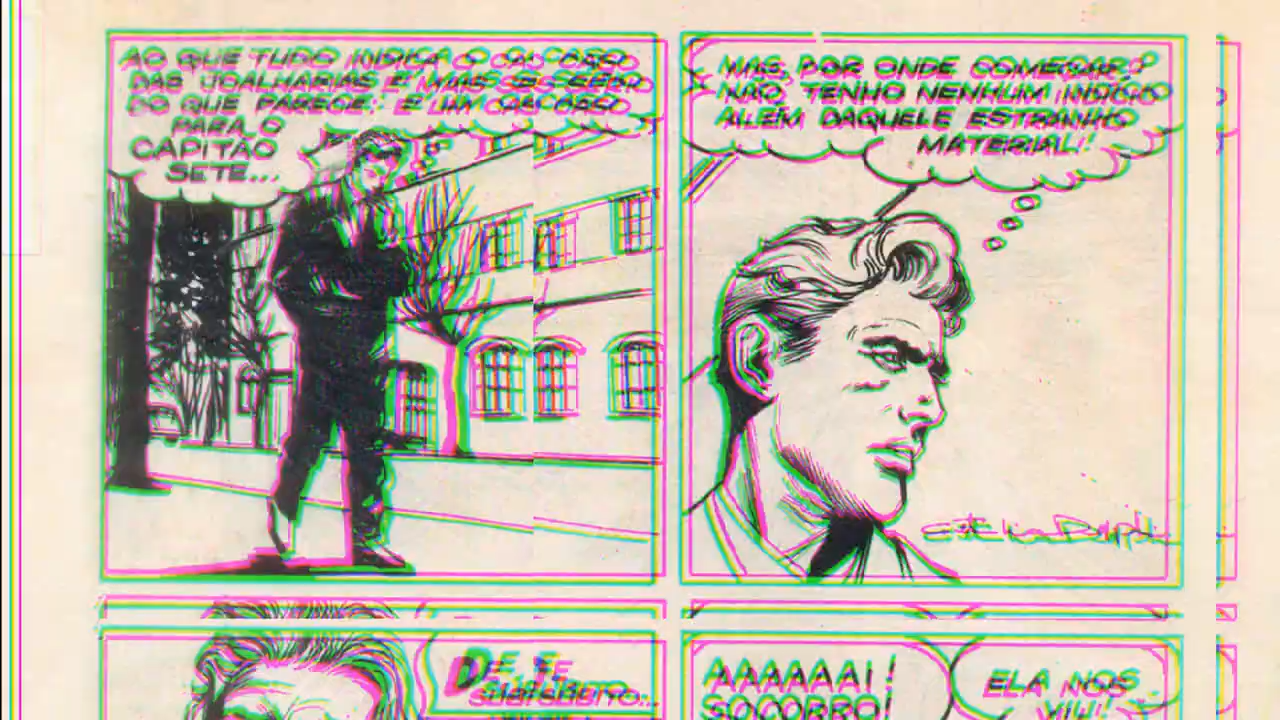 AO QUE TUDO INDICA O CASO
DAS JOALHARIAS É MAIS SÉRIO
DO QUE PARECE! É UM CASO
PARA O
CAPITÃO
SETE...
MAS, POR ONDE COMEÇAR?
NÃO TENHO NENHUM INDÍCIO
ALÉM DAQUELE ESTRANHO
MATERIAL!
DE
SÚBITO...
AAAAAAI!
SOCORRO!
ELA NOS
VIU!